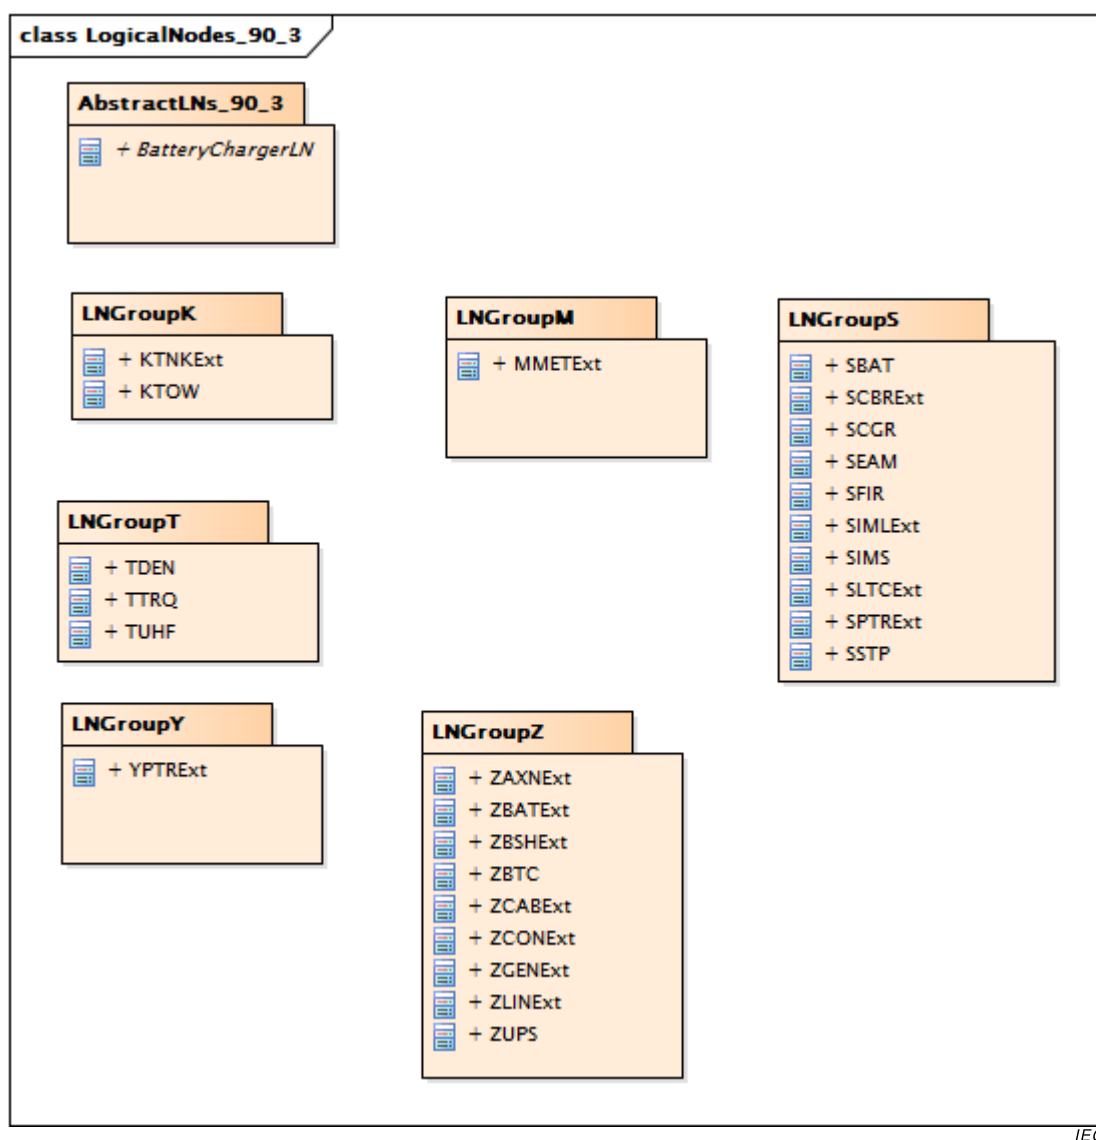 class LogicalNodes_90_3
AbstractLNs_90_3
+ BatteryChargerLN
LNGroupK
+ KTNKExt
+ KTOW
LNGroupM
+ MMETExt
LNGroupS
+ SBAT
+ SCBRExt
+ SCGR
+ SEAM
+ SFIR
+ SIMLExt
+ SIMS
+ SLTCExt
+ SPTRExt
+ SSTP
LNGroupT
+ TDEN
+ TTRQ
+ TUHF
LNGroupY
+ YPTRExt
LNGroupZ
+ ZAXNExt
+ ZBATExt
+ ZBSHExt
+ ZBTC
+ ZCABExt
+ ZCONExt
+ ZGENExt
+ ZLINExt
+ ZUPS
IEC